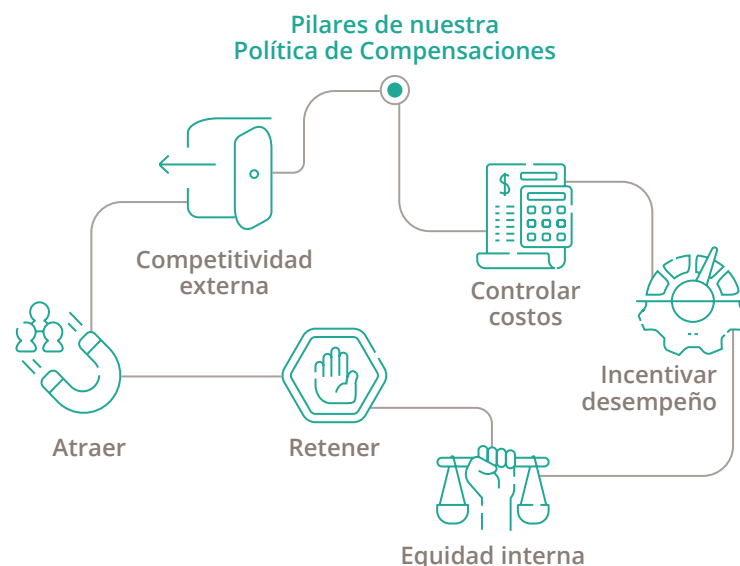 Pilares de nuestra
Política de Compensaciones
$
Competitividad
externa
Controlar
costos
Incentivar
desempeño
Atraer
Retener
Equidad interna